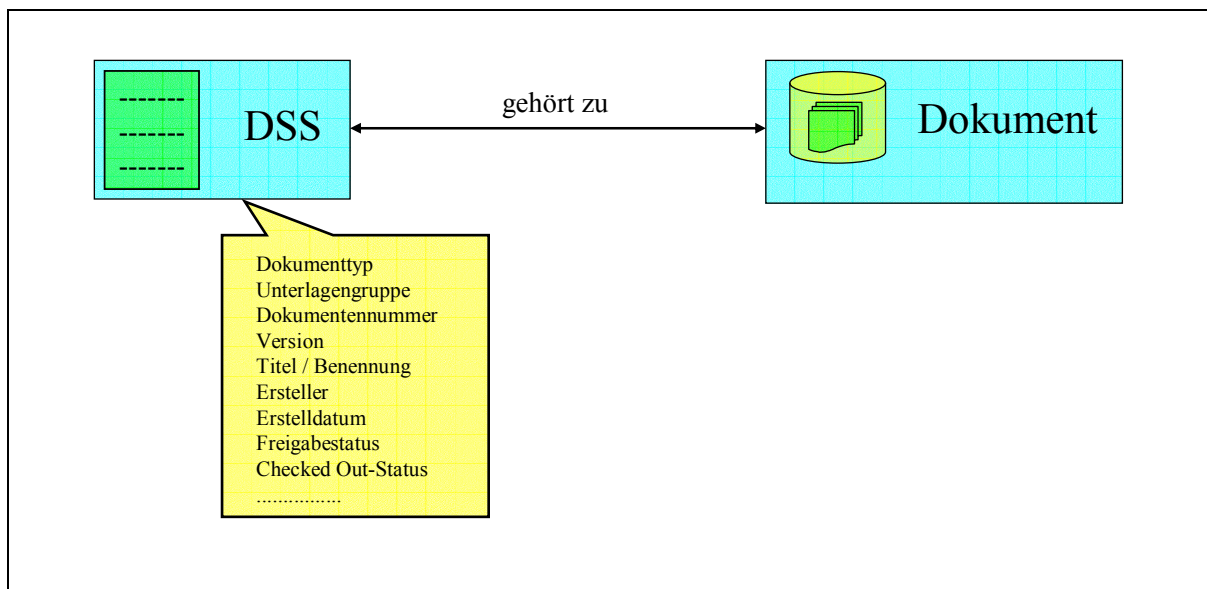 DSS
gehört zu
Dokument
Dokumenttyp
Unterlagengruppe
Dokumentennummer
Version
Titel / Benennung
Ersteller
Erstelldatum
Freigabestatus
Checked Out-Status
................